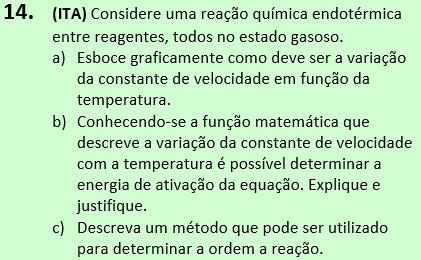 14. (ITA) Considere uma reação química endotérmica
entre reagentes, todos no estado gasoso.
a) Esboce graficamente como deve ser a variação
da constante de velocidade em função da
temperatura.
b) Conhecendo-se a função matemática que
descreve a variação da constante de velocidade
com a temperatura é possível determinar a
energia de ativação da equação. Explique e
justifique.
c) Descreva um método que pode ser utilizado
para determinar a ordem a reação.